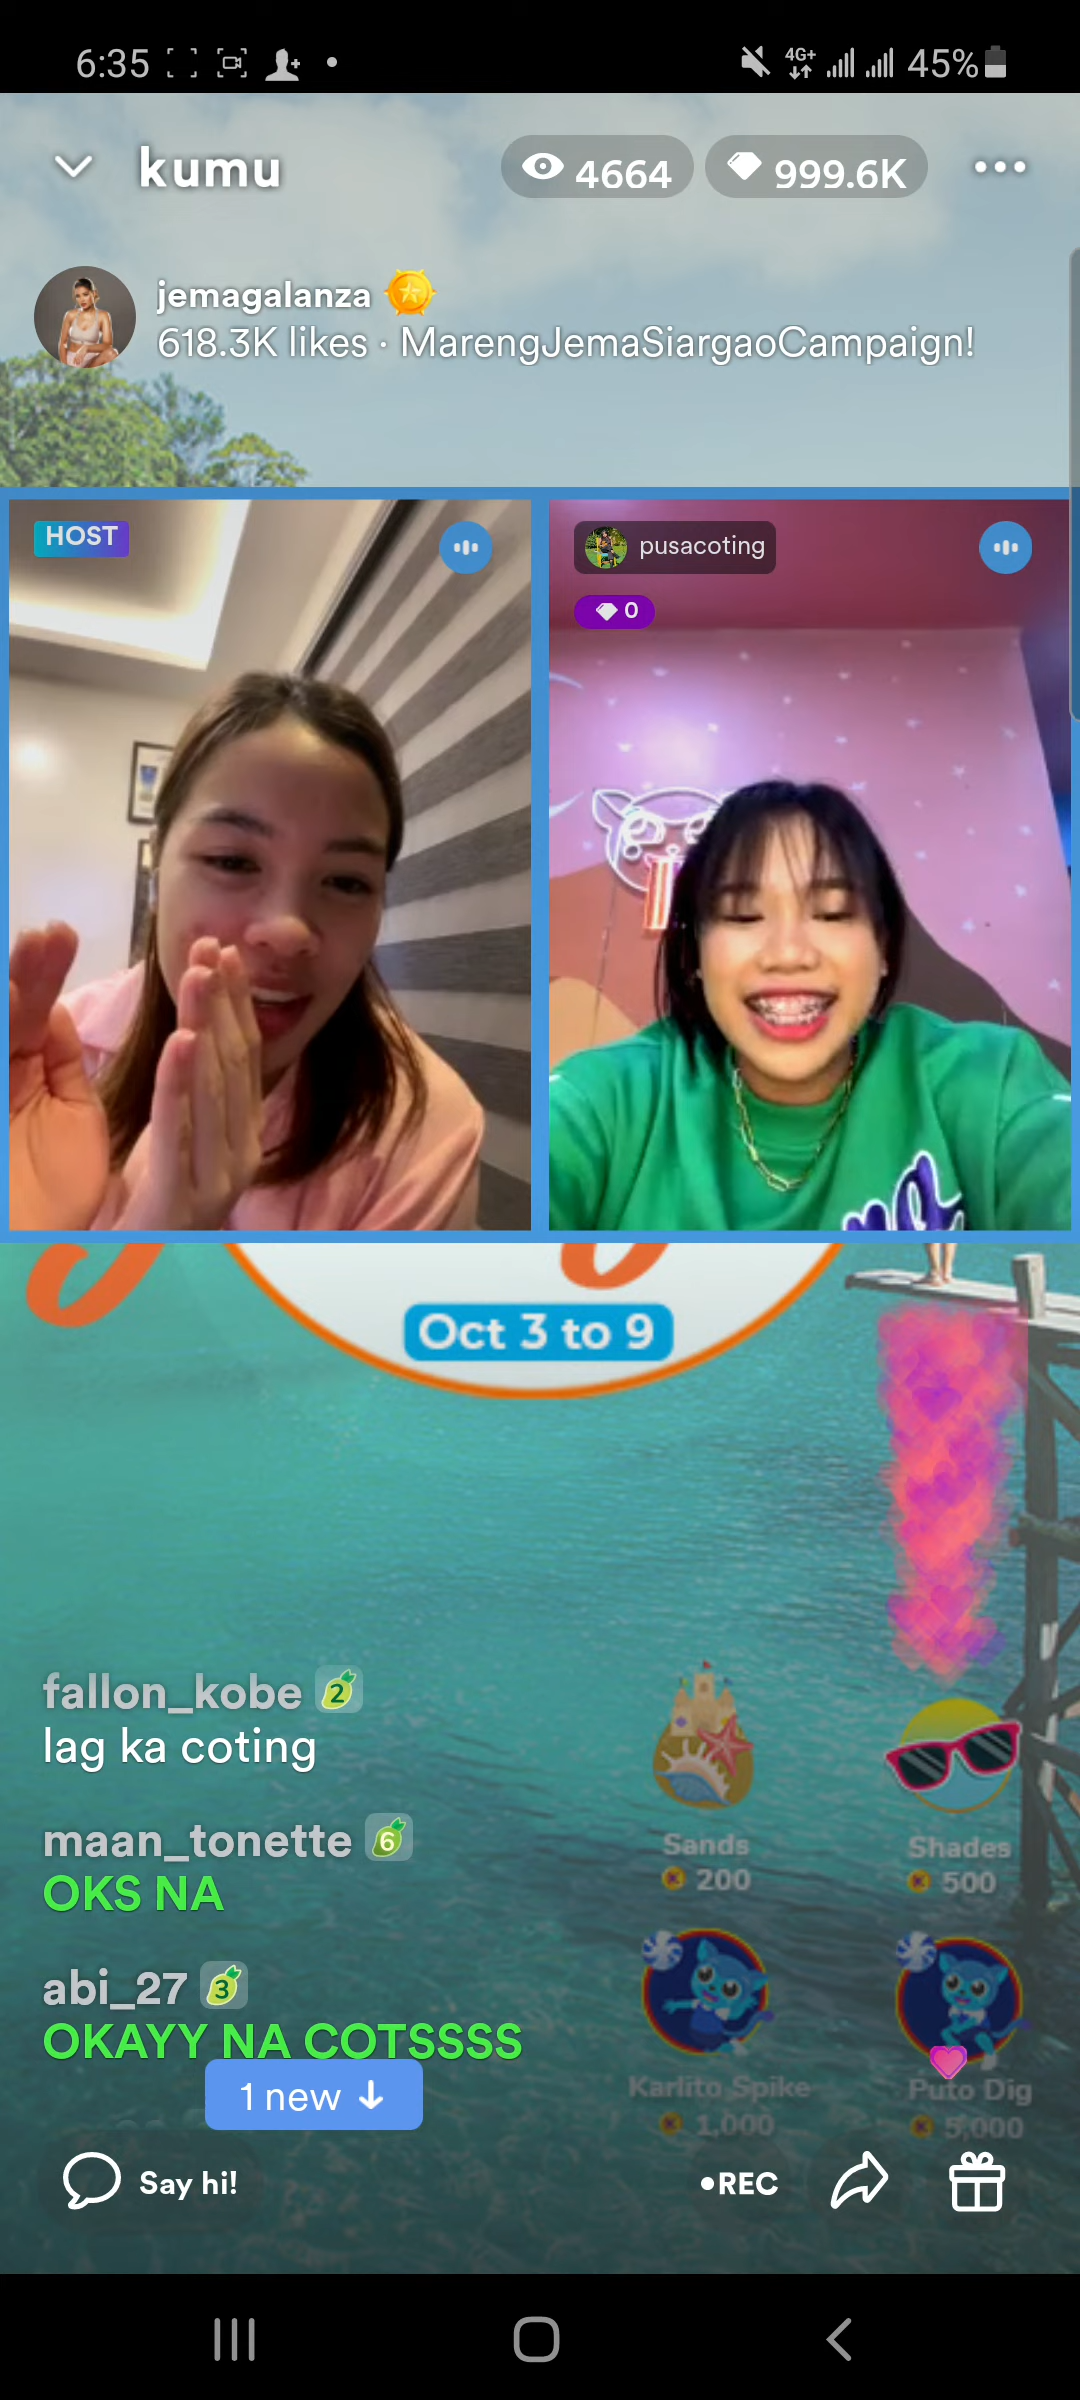 6:35
4G+
45%
kumu
4664
999.6K
jemagalanza
618.3K likes · MarengJemaSiargaoCampaign!
HOST
pusacoting
0
Oct 3 to 9
fallon_kobe 2
lag ka coting
maan_tonette 6
OKS NA
abi_27 3
OKAYY NA COTSSSS
1 new
Sands
200
Shades
500
Karlito Spike
1,000
Puto Dig
5,000
Say hi!
•REC